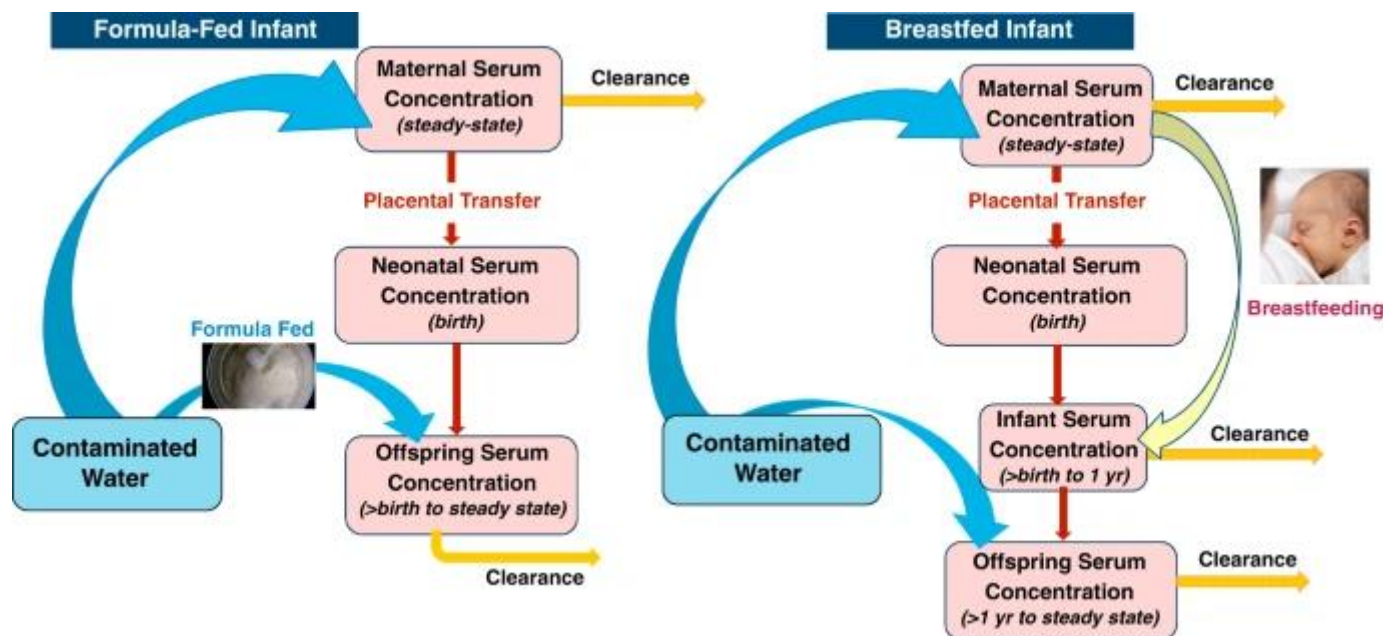 Formula-Fed Infant
Maternal Serum
Concentration
(steady-state)
Clearance
Placental Transfer
Neonatal Serum
Concentration
(birth)
Formula Fed
Contaminated
Water
Offspring Serum
Concentration
(>birth to steady state)
Clearance
Breastfed Infant
Maternal Serum
Concentration
(steady-state)
Clearance
Placental Transfer
Neonatal Serum
Concentration
(birth)
Breastfeeding
Contaminated
Water
Infant Serum
Concentration
(>birth to 1 yr)
Clearance
Offspring Serum
Concentration
(>1 yr to steady state)
Clearance